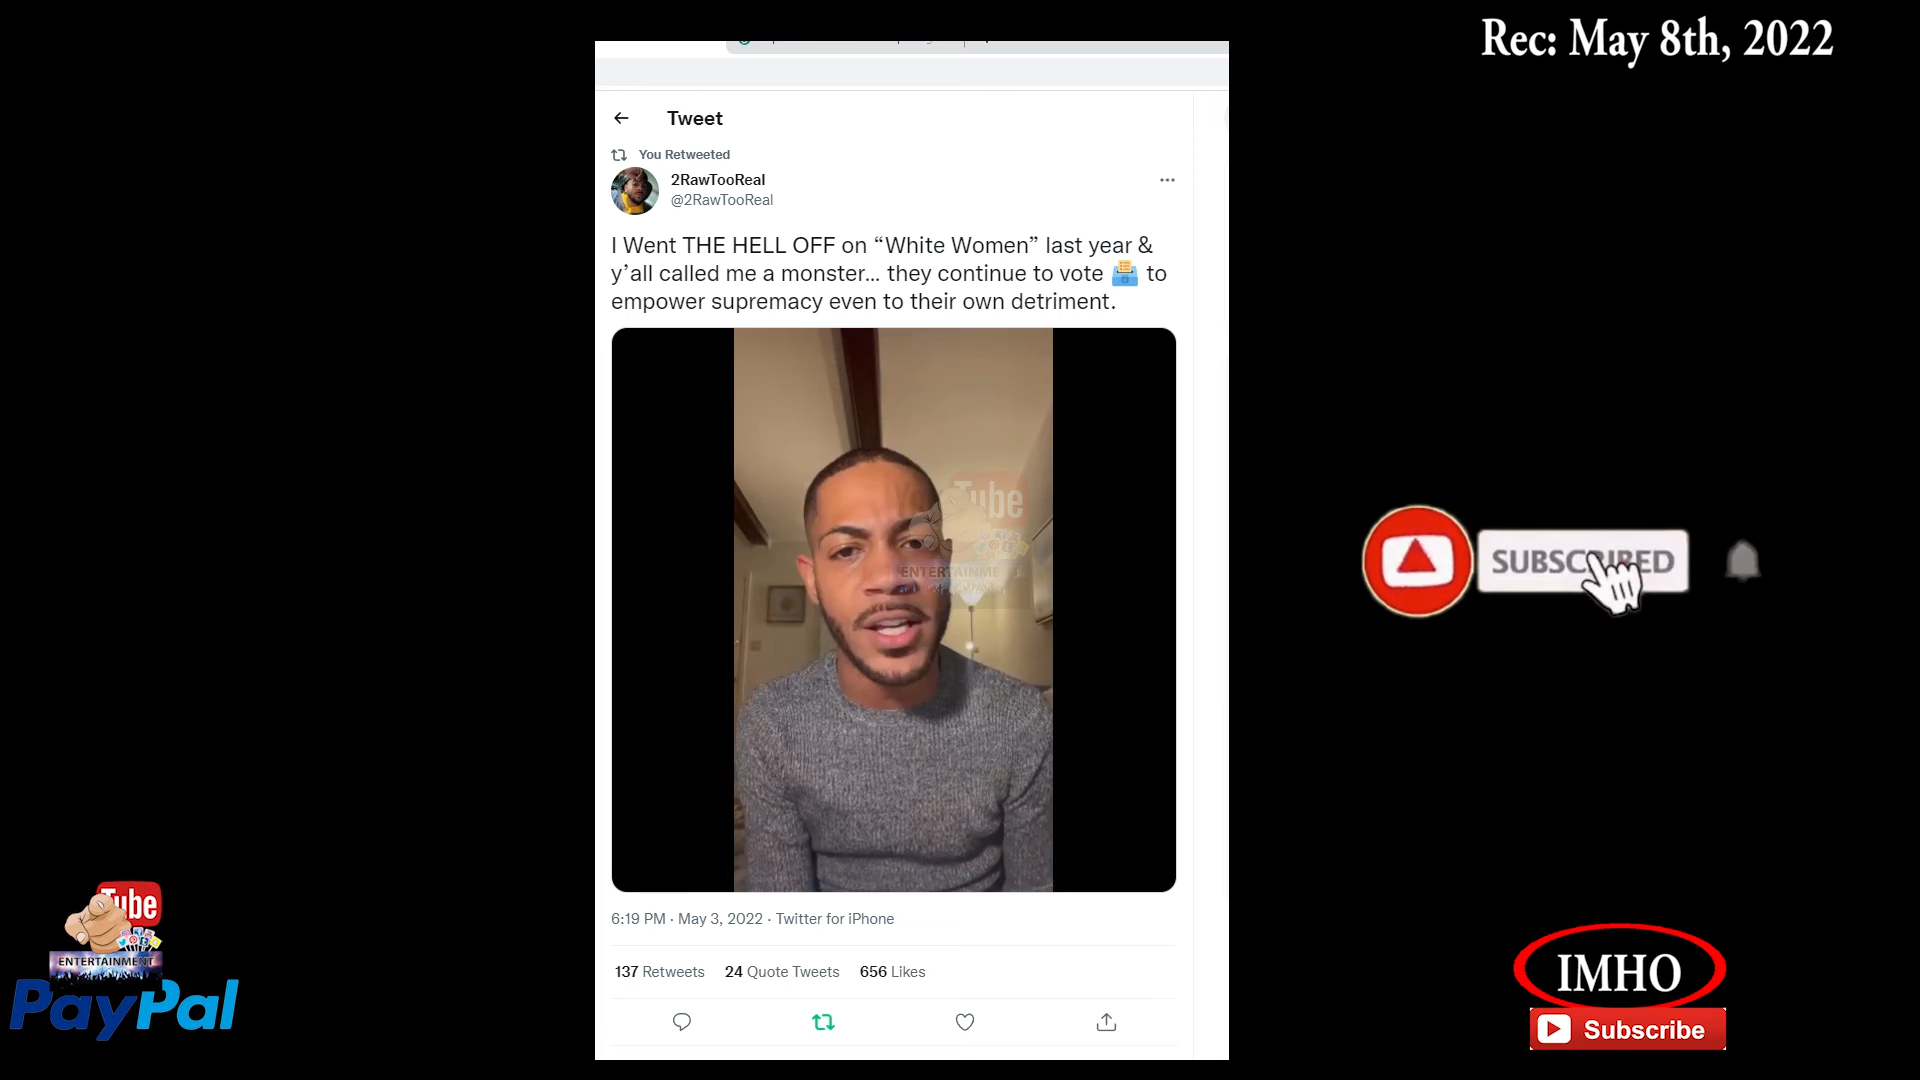 Rec: May 8th, 2022
Tweet
You Retweeted
2RawTooReal
@2RawTooReal
I Went THE HELL OFF on “White Women” last year &
y’all called me a monster... they continue to vote 🗳️ to
empower supremacy even to their own detriment.
Tube
ENTERTAINMENT
SUBSCRIBED
6:19 PM · May 3, 2022 · Twitter for iPhone
137 Retweets 24 Quote Tweets 656 Likes
Tube
ENTERTAINMENT
PayPal
IMHO
Subscribe